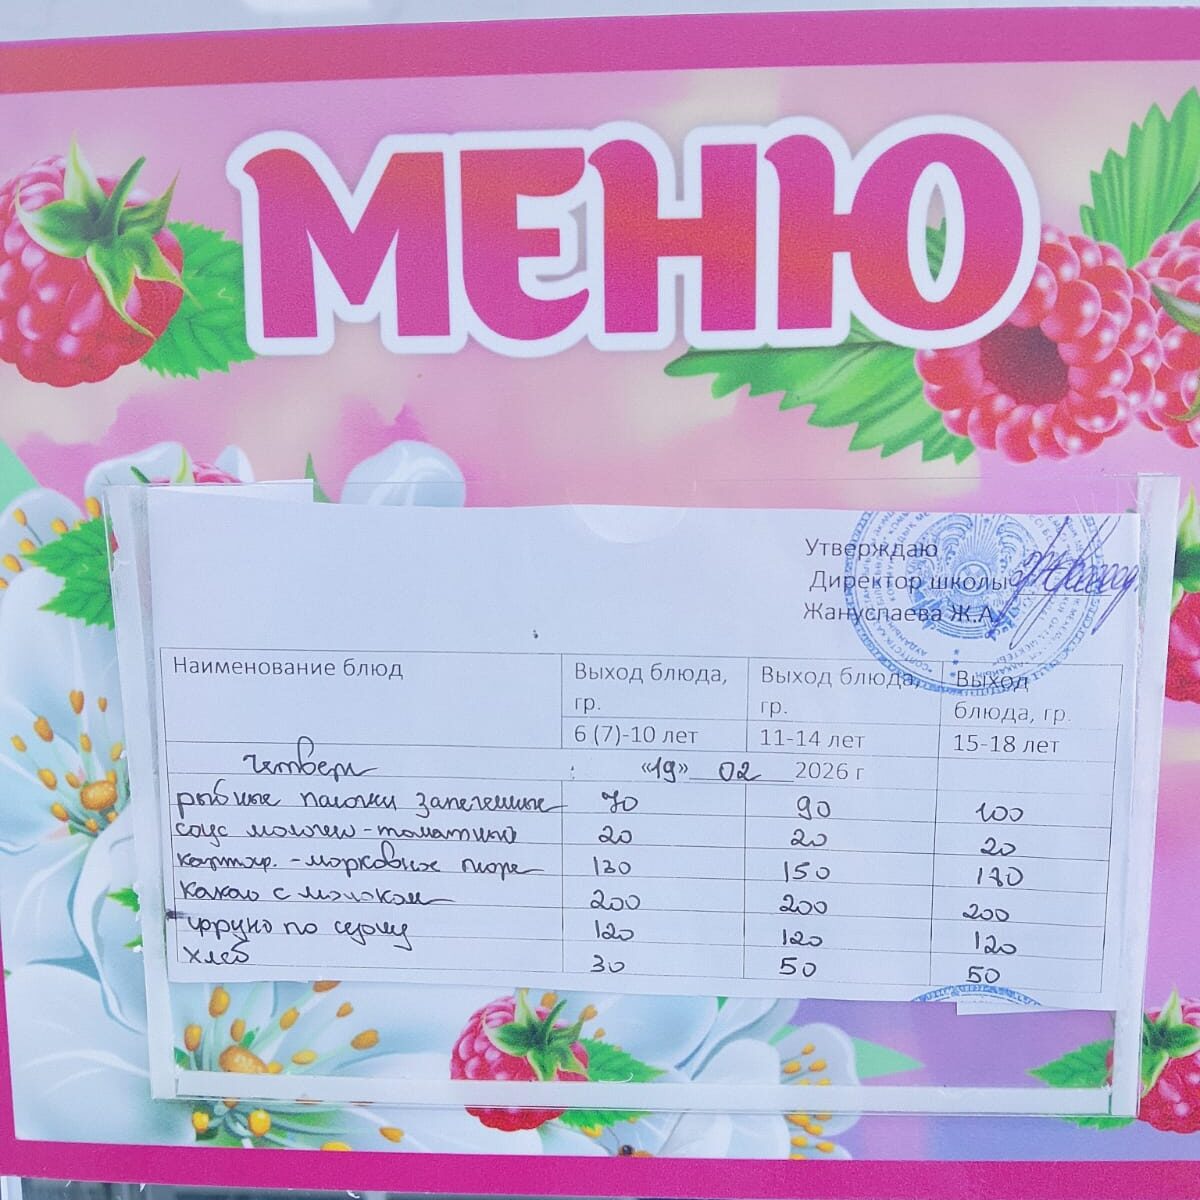 МЕНЮ
Утверждаю
Директор школы
Жануспаева Ж.А.
Наименование блюд Выход блюда, гр. Выход блюда, гр. Выход блюда, гр.
6 (7)-10 лет 11-14 лет 15-18 лет
Четверг «19» 02 2026 г
рыбные палочки запеченные 70 90 100
соус молочно-томатный 20 20 20
картоф.-морковное пюре 130 150 180
Какао с молоком 200 200 200
фрукт по сезону 120 120 120
хлеб 30 50 50